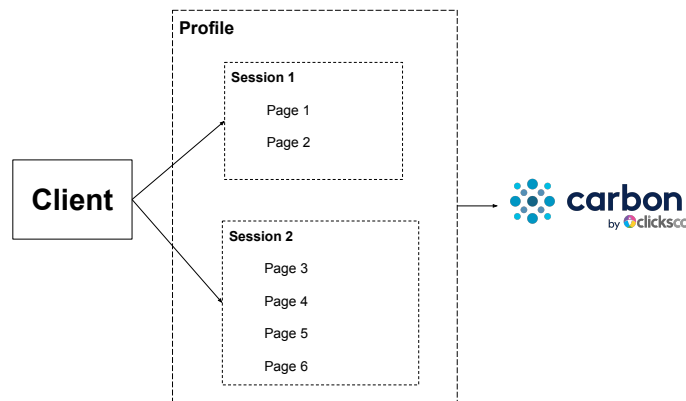 Profile
Session 1
Page 1
Page 2
Client
Session 2
Page 3
Page 4
Page 5
Page 6
carbon
by clicksco